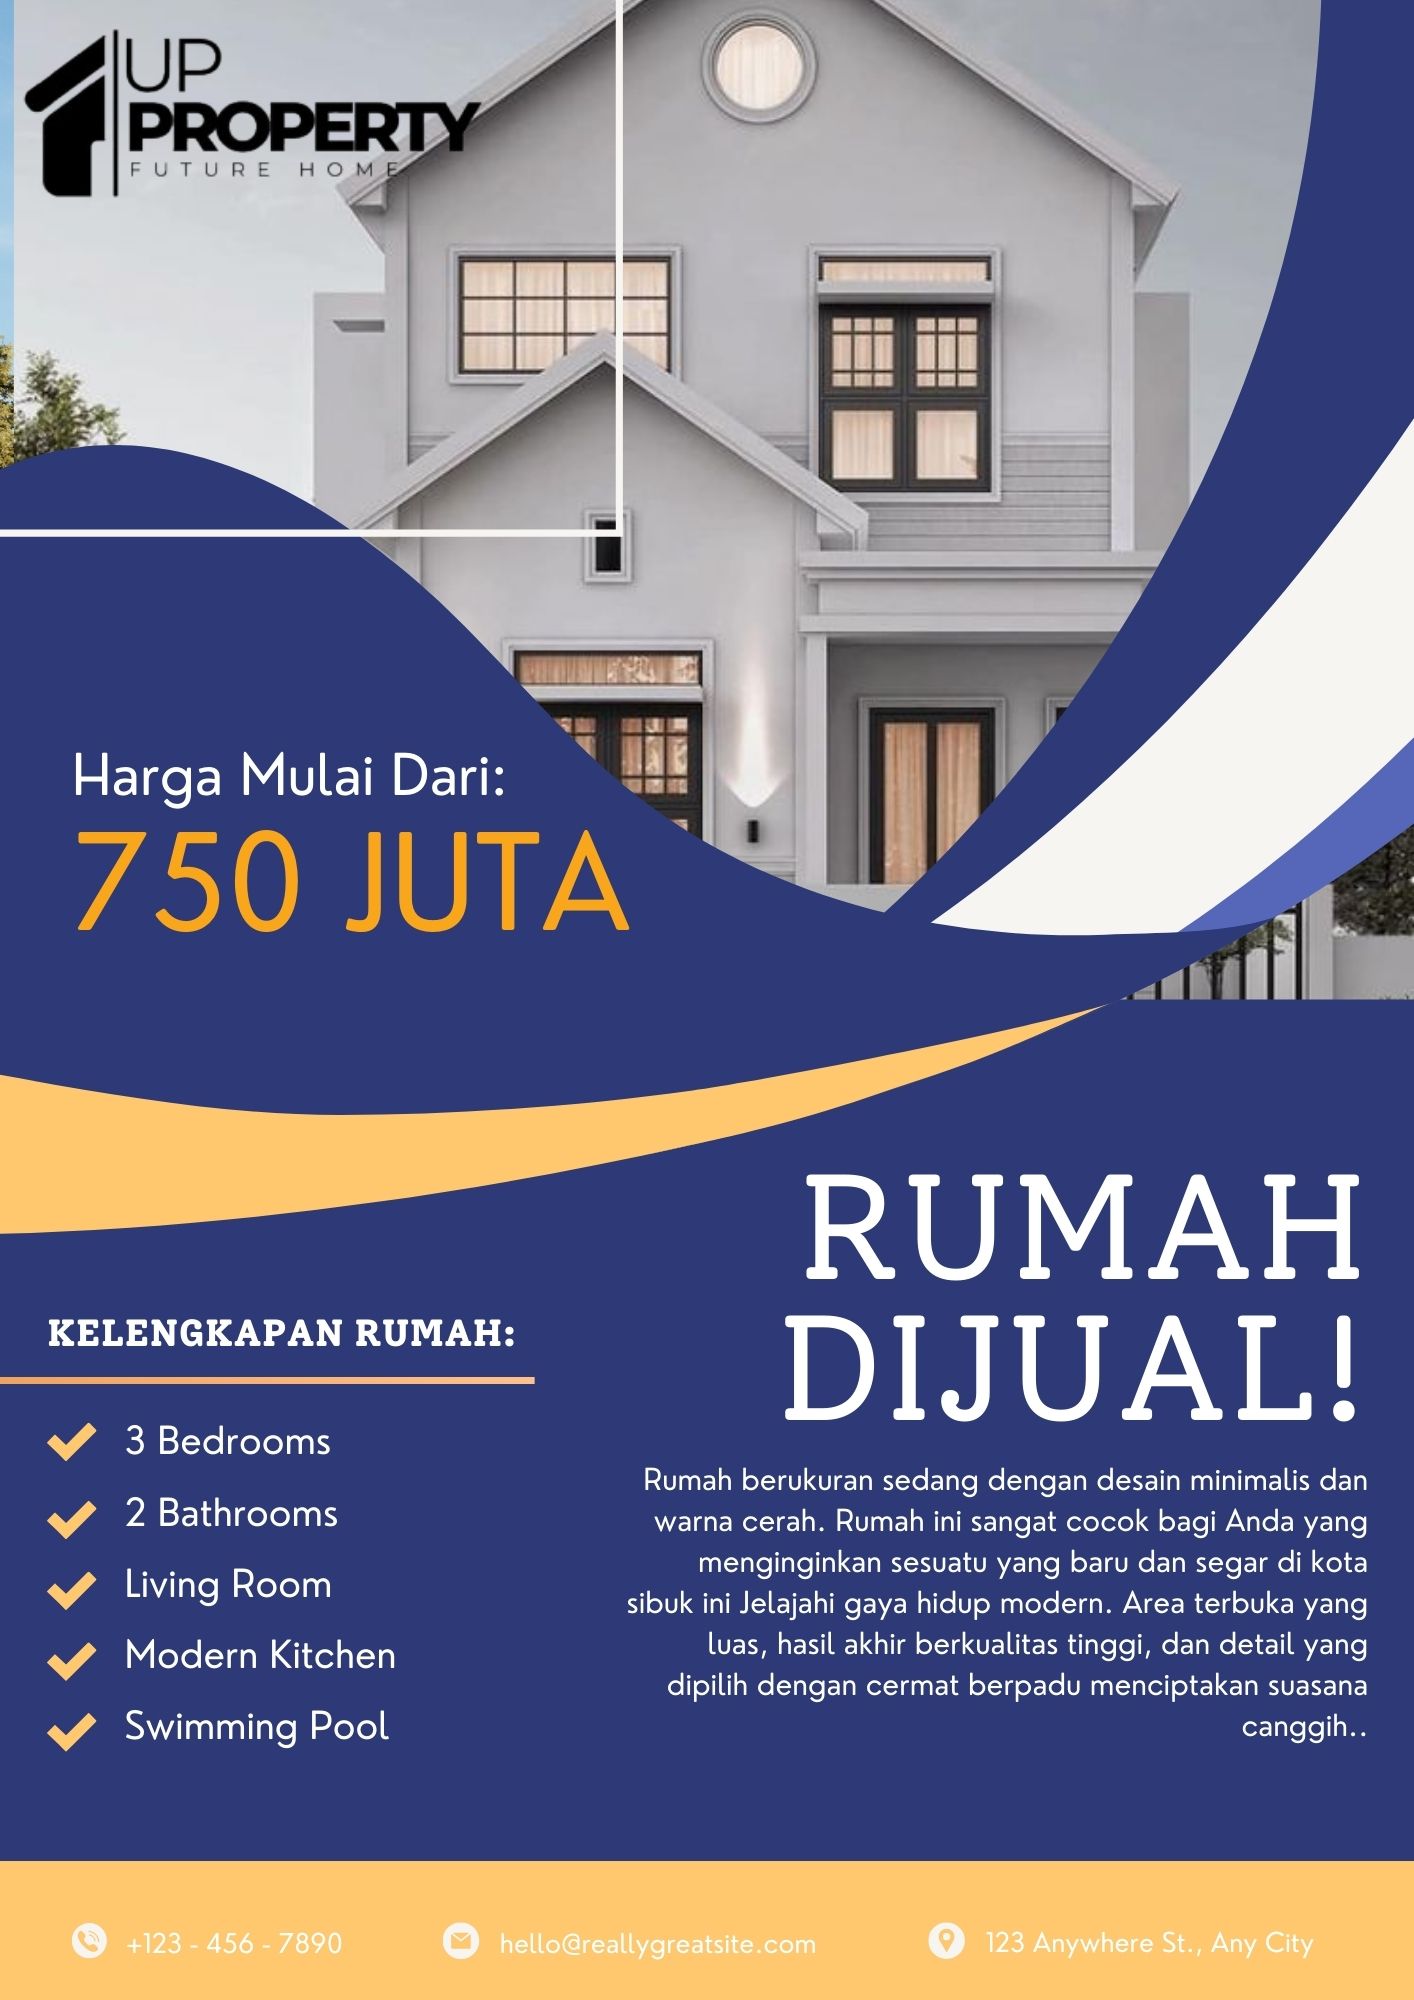 UP
PROPERTY
FUTURE HOME
Harga Mulai Dari:
750 JUTA
RUMAH
DIJUAL!
KELENGKAPAN RUMAH:
3 Bedrooms
2 Bathrooms
Living Room
Modern Kitchen
Swimming Pool
Rumah berukuran sedang dengan desain minimalis dan
warna cerah. Rumah ini sangat cocok bagi Anda yang
menginginkan sesuatu yang baru dan segar di kota
sibuk ini Jelajahi gaya hidup modern. Area terbuka yang
luas, hasil akhir berkualitas tinggi, dan detail yang
dipilih dengan cermat berpadu menciptakan suasana
canggih..
+123 - 456 - 7890
hello@reallygreatsite.com
123 Anywhere St., Any City